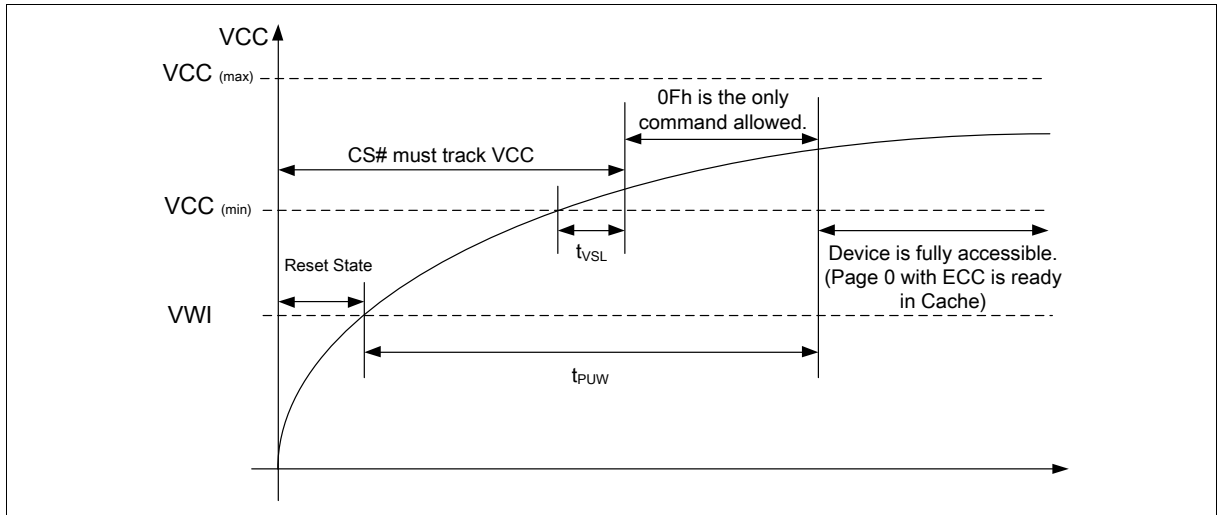 VCC
VCC (max)
0Fh is the only
command allowed.
CS# must track VCC
VCC (min)
tVSL
Device is fully accessible.
(Page 0 with ECC is ready
in Cache)
Reset State
VWI
tPUW